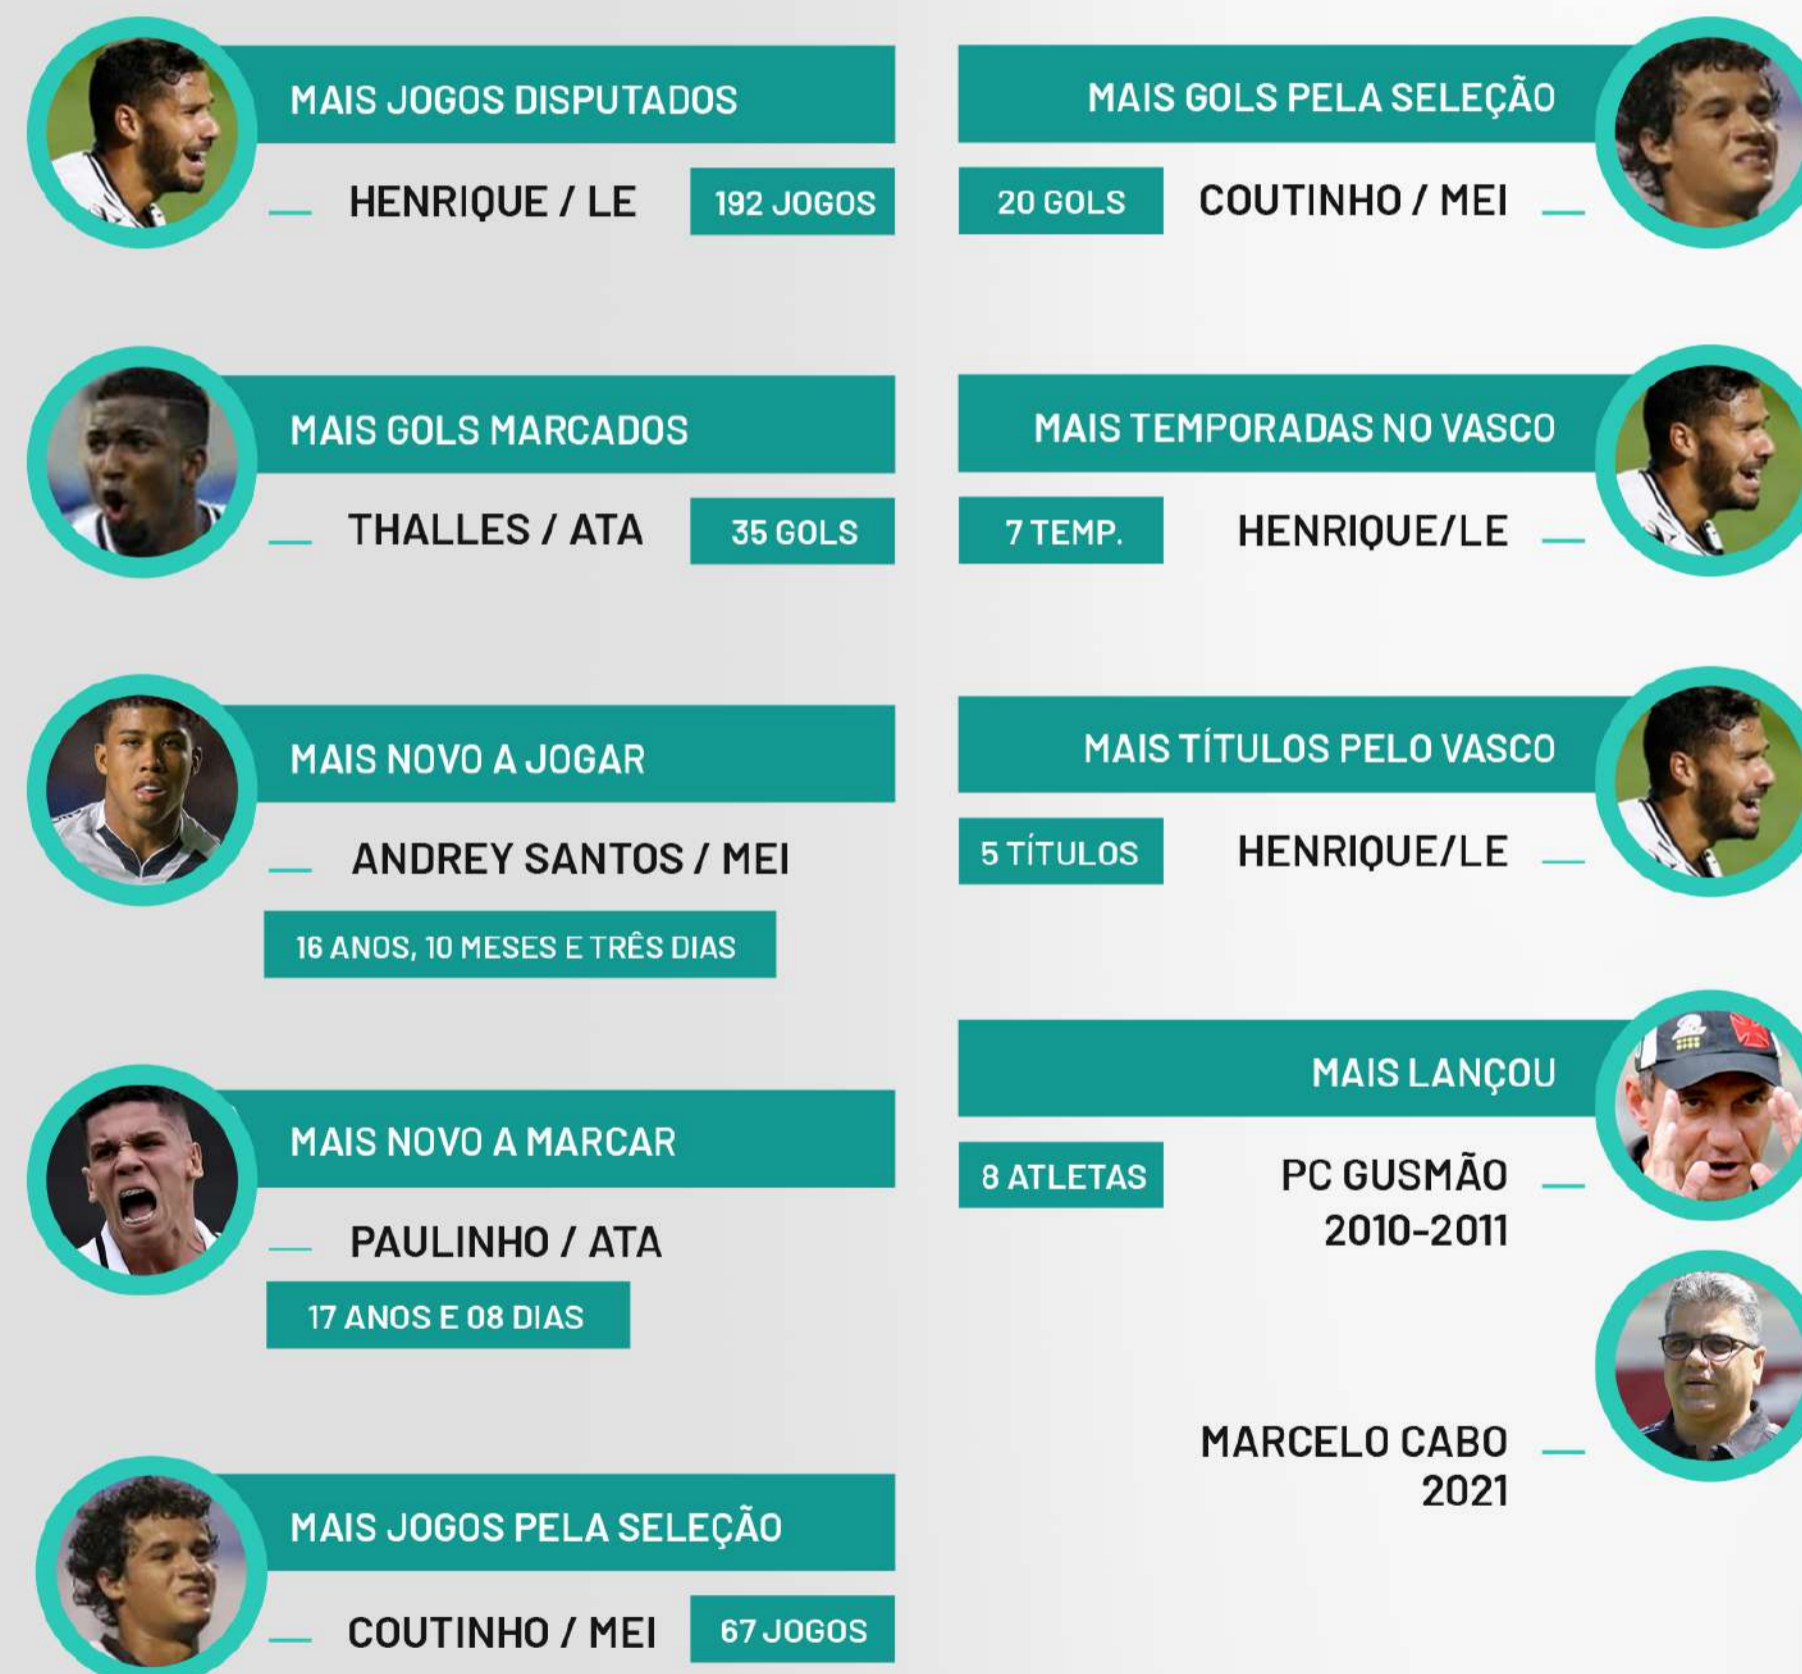 MAIS JOGOS DISPUTADOS
HENRIQUE / LE
192 JOGOS
MAIS GOLS MARCADOS
THALLES / ATA
35 GOLS
MAIS NOVO A JOGAR
ANDREY SANTOS / MEI
16 ANOS, 10 MESES E TRÊS DIAS
MAIS NOVO A MARCAR
PAULINHO / ATA
17 ANOS E 08 DIAS
MAIS JOGOS PELA SELEÇÃO
COUTINHO / MEI
67 JOGOS
MAIS GOLS PELA SELEÇÃO
20 GOLS
COUTINHO / MEI
MAIS TEMPORADAS NO VASCO
7 TEMP.
HENRIQUE/LE
MAIS TÍTULOS PELO VASCO
5 TÍTULOS
HENRIQUE/LE
MAIS LANÇOU
8 ATLETAS
PC GUSMÃO
2010-2011
MARCELO CABO
2021